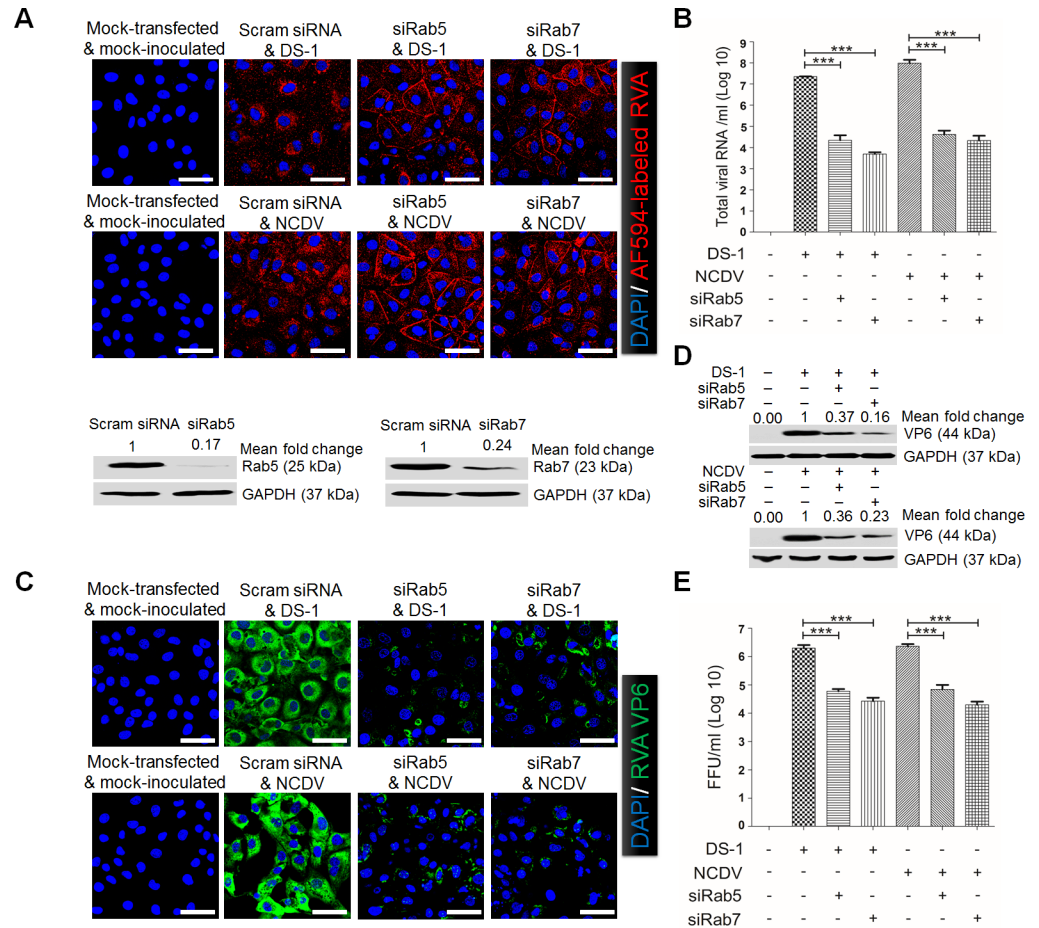 A
Mock-transfected & mock-inoculated
Scram siRNA & DS-1
siRab5 & DS-1
siRab7 & DS-1
Mock-transfected & mock-inoculated
Scram siRNA & NCDV
siRab5 & NCDV
siRab7 & NCDV
DAPI/ AF594-labeled RVA
Scram siRNA siRab5
1 0.17 Mean fold change
Rab5 (25 kDa)
GAPDH (37 kDa)
Scram siRNA siRab7
1 0.24 Mean fold change
Rab7 (23 kDa)
GAPDH (37 kDa)
B
Total viral RNA /ml (Log 10)
9
8
7
6
5
4
3
2
1
0
*** *** *** ***
DS-1 - + + + - - -
NCDV - - - - + + +
siRab5 - - + - - + -
siRab7 - - - + - - +
C
Mock-transfected & mock-inoculated
Scram siRNA & DS-1
siRab5 & DS-1
siRab7 & DS-1
Mock-transfected & mock-inoculated
Scram siRNA & NCDV
siRab5 & NCDV
siRab7 & NCDV
DAPI/ RVA VP6
D
DS-1 – + + +
siRab5 – – + –
siRab7 – – – +
0.00 1 0.37 0.16 Mean fold change
VP6 (44 kDa)
GAPDH (37 kDa)
NCDV – + + +
siRab5 – – + –
siRab7 – – – +
0.00 1 0.36 0.23 Mean fold change
VP6 (44 kDa)
GAPDH (37 kDa)
E
FFU/ml (Log 10)
7
6
5
4
3
2
1
0
*** *** *** ***
DS-1 - + + + - - -
NCDV - - - - + + +
siRab5 - - + - - + -
siRab7 - - - + - - +